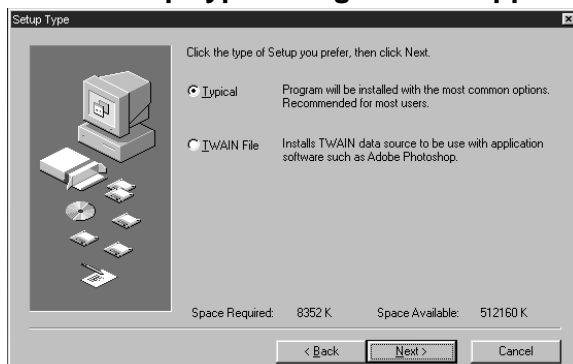 Setup Type
Click the type of Setup you prefer, then click Next.
Typical
Program will be installed with the most common options.
Recommended for most users.
TWAIN File
Installs TWAIN data source to be use with application
software such as Adobe Photoshop.
Space Required: 8352 K Space Available: 512160 K
< Back Next > Cancel